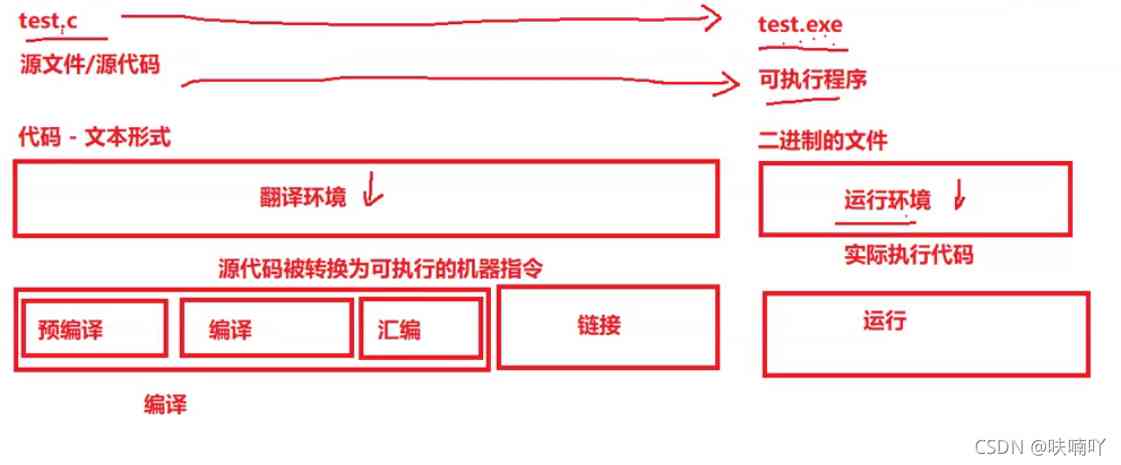 test.c
test.exe
源文件/源代码
可执行程序
代码 - 文本形式
二进制的文件
翻译环境
运行环境
实际执行代码
源代码被转换为可执行的机器指令
预编译
编译
汇编
链接
运行
编译
CSDN @呋喃吖